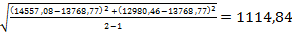 √((14557,08−13768,77)² +(12980,46−13768,77)² / 2−1) = 1114,84